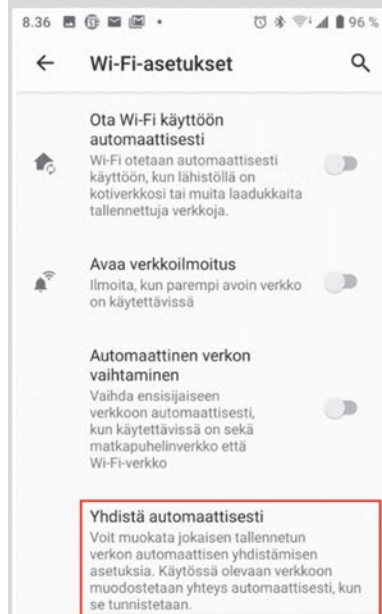 8.36 96 %
Wi-Fi-asetukset
Ota Wi-Fi käyttöön
automaattisesti
Wi-Fi otetaan automaattisesti
käyttöön, kun lähistöllä on
kotiverkkosi tai muita laadukkaita
tallennettuja verkkoja.
Avaa verkkoilmoitus
Ilmoita, kun parempi avoin verkko
on käytettävissä
Automaattinen verkon
vaihtaminen
Vaihda ensisijaiseen
verkkoon automaattisesti,
kun käytettävissä on sekä
matkapuhelinverkko että
Wi-Fi-verkko
Yhdistä automaattisesti
Voit muokata jokaisen tallennetun
verkon automaattisen yhdistämisen
asetuksia. Käytössä olevaan verkkoon
muodostetaan yhteys automaattisesti, kun
se tunnistetaan.